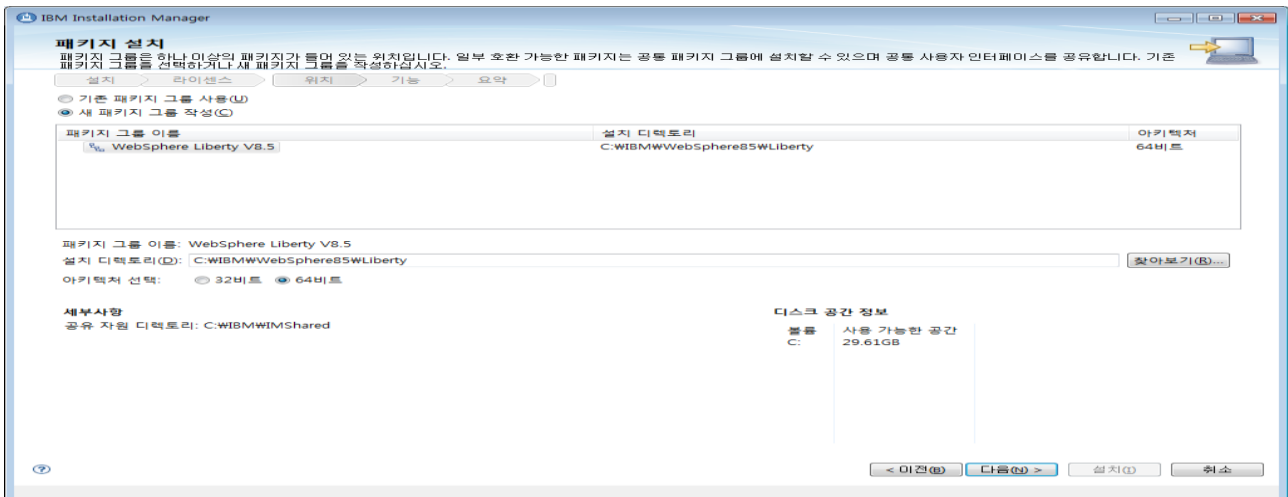 IBM Installation Manager
패키지 설치
패키지 그룹은 하나 이상의 패키지가 들어 있는 위치입니다. 일부 호환 가능한 패키지는 공통 패키지 그룹에 설치할 수 있으며 공통 사용자 인터페이스를 공유합니다. 기존
패키지 그룹을 선택하거나 새 패키지 그룹을 작성하십시오.
설치 라이센스 위치 기능 요약
기존 패키지 그룹 사용(U)
새 패키지 그룹 작성(C)
패키지 그룹 이름 설치 디렉토리 아키텍처
WebSphere Liberty V8.5 C:₩IBM₩WebSphere85₩Liberty 64비트
패키지 그룹 이름: WebSphere Liberty V8.5
설치 디렉토리(D): C:₩IBM₩WebSphere85₩Liberty 찾아보기(R)...
아키텍처 선택: 32비트 64비트
세부사항 디스크 공간 정보
공유 자원 디렉토리: C:₩IBM₩IMShared
볼륨 사용 가능한 공간
C: 29.61GB
? < 이전(B) 다음(N) > 설치(I) 취소